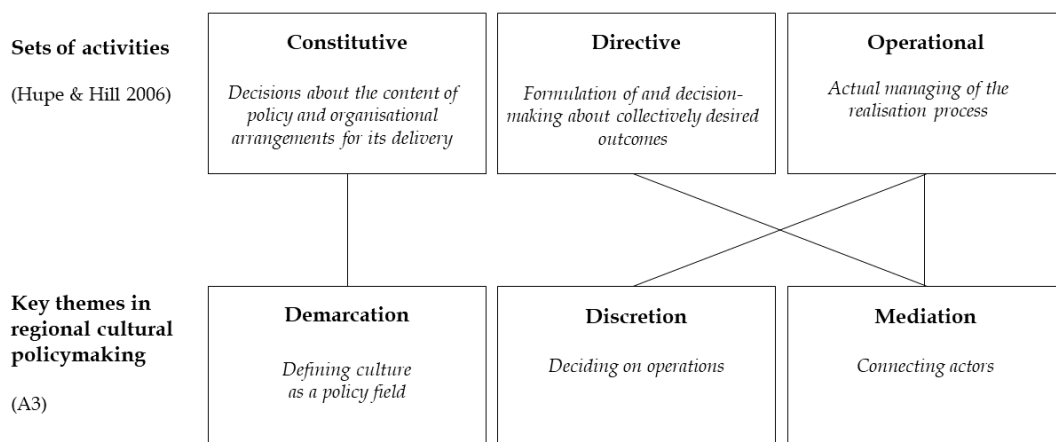 Sets of activities
(Hupe & Hill 2006)
Constitutive
Decisions about the content of
policy and organisational
arrangements for its delivery
Directive
Formulation of and decision-
making about collectively desired
outcomes
Operational
Actual managing of the
realisation process
Key themes in
regional cultural
policymaking
(A3)
Demarcation
Defining culture
as a policy field
Discretion
Deciding on operations
Mediation
Connecting actors